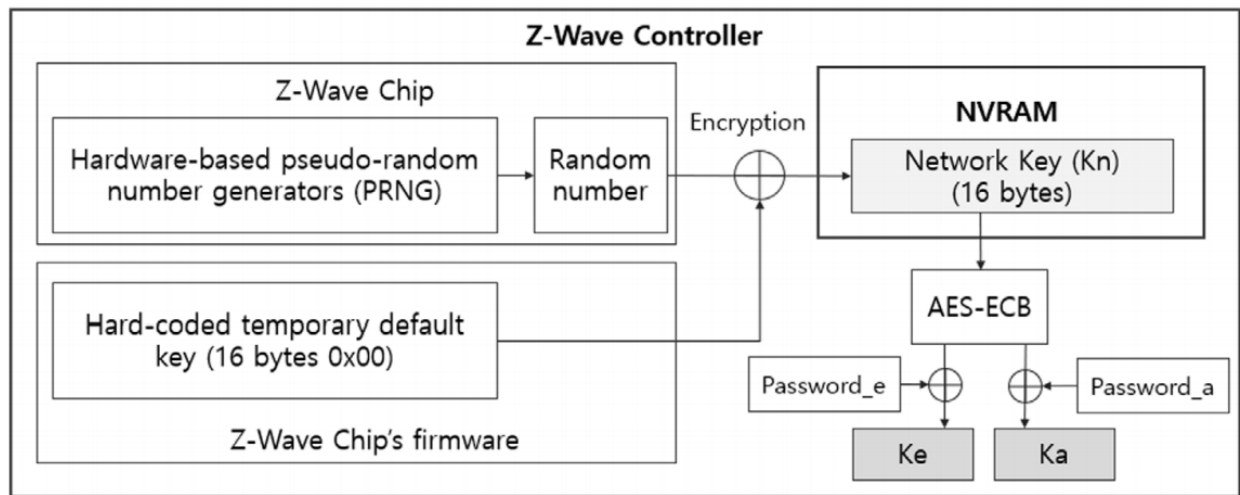 Z-Wave Controller
Z-Wave Chip
Hardware-based pseudo-random
number generators (PRNG)
Random
number
Encryption
NVRAM
Network Key (Kn)
(16 bytes)
Hard-coded temporary default
key (16 bytes 0x00)
Z-Wave Chip's firmware
AES-ECB
Password_e
Password_a
Ke
Ka